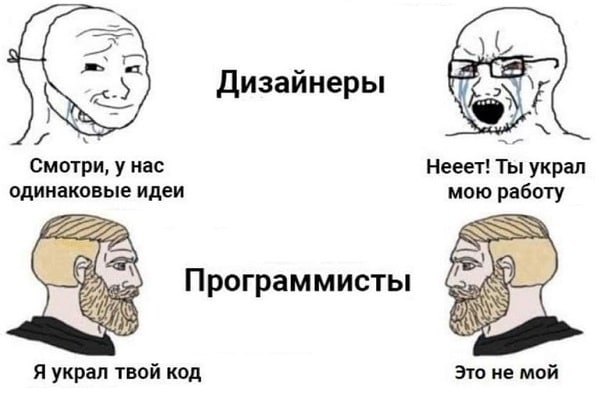 Дизайнеры
Смотри, у нас
одинаковые идеи
Нееет! Ты украл
мою работу
Программисты
Я украл твой код
Это не мой